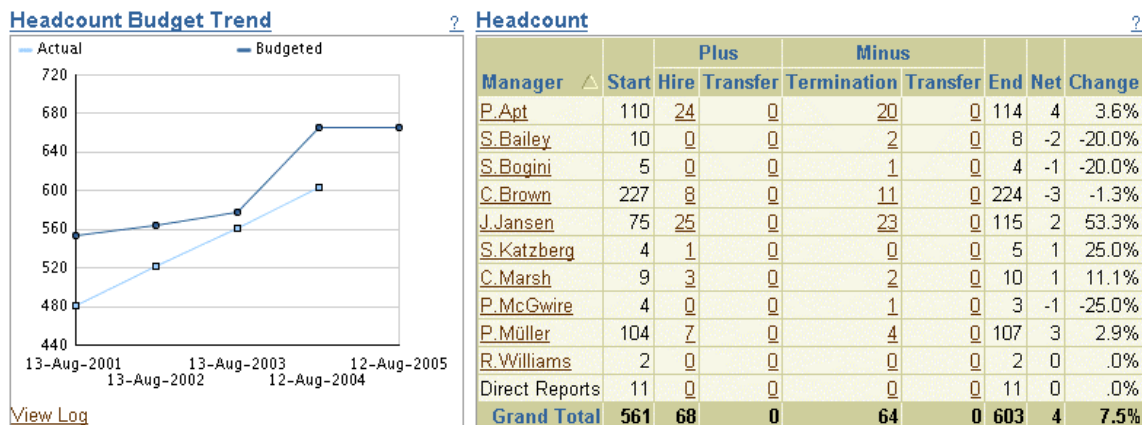 Headcount Budget Trend ?
Actual Budgeted
720
680
640
600
560
520
480
440
13-Aug-2001 13-Aug-2003 12-Aug-2005
13-Aug-2002 12-Aug-2004
View Log
Headcount ?
Plus Minus
Manager Start Hire Transfer Termination Transfer End Net Change
P.Apt 110 24 0 20 0 114 4 3.6%
S.Bailey 10 0 0 2 0 8 -2 -20.0%
S.Bogini 5 0 0 1 0 4 -1 -20.0%
C.Brown 227 8 0 11 0 224 -3 -1.3%
J.Jansen 75 25 0 23 0 115 2 53.3%
S.Katzberg 4 1 0 0 0 5 1 25.0%
C.Marsh 9 3 0 2 0 10 1 11.1%
P.McGwire 4 0 0 1 0 3 -1 -25.0%
P.Müller 104 7 0 4 0 107 3 2.9%
R.Williams 2 0 0 0 0 2 0 .0%
Direct Reports 11 0 0 0 0 11 0 .0%
Grand Total 561 68 0 64 0 603 4 7.5%